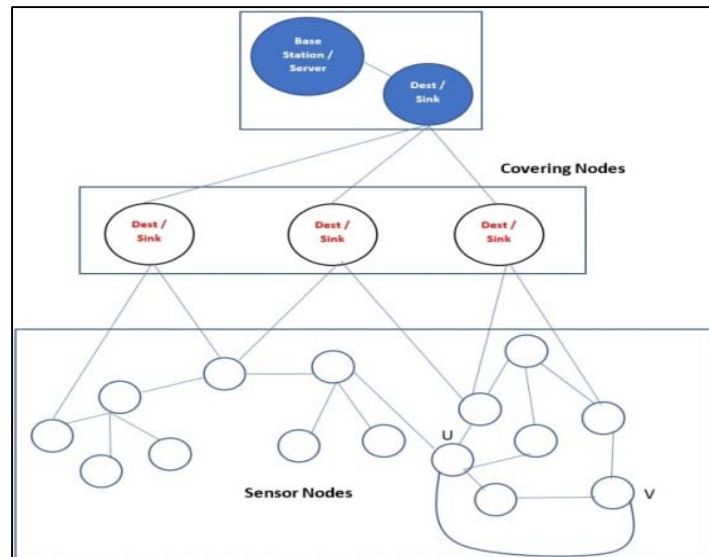 Base
Station /
Server
Dest /
Sink
Covering Nodes
Dest /
Sink
Dest /
Sink
Dest /
Sink
U
V
Sensor Nodes